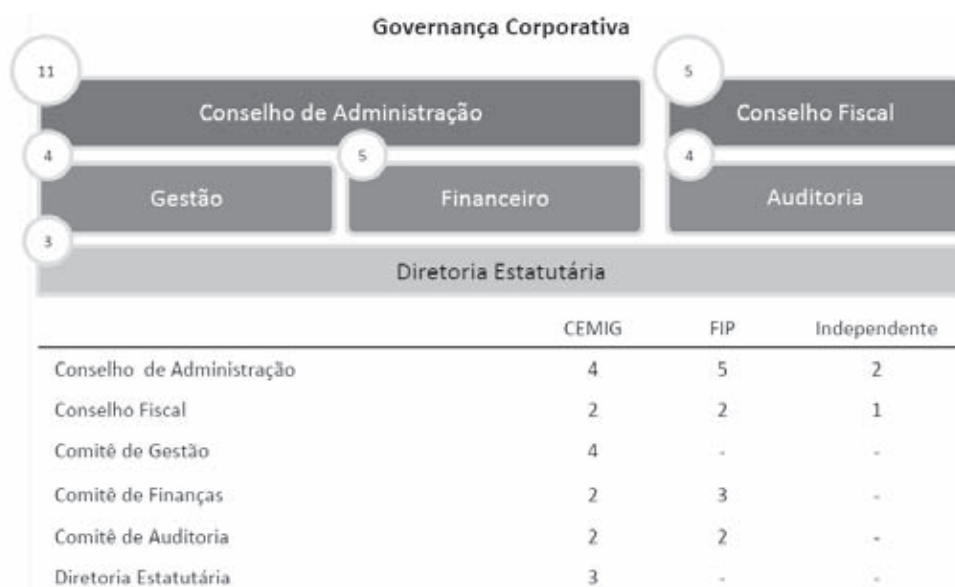 Governança Corporativa
11
5
Conselho de Administração
Conselho Fiscal
4
5
4
Gestão
Financeiro
Auditoria
3
Diretoria Estatutária
CEMIG FIP Independente
Conselho de Administração 4 5 2
Conselho Fiscal 2 2 1
Comitê de Gestão 4 - -
Comitê de Finanças 2 3 -
Comitê de Auditoria 2 2 -
Diretoria Estatutária 3 - -